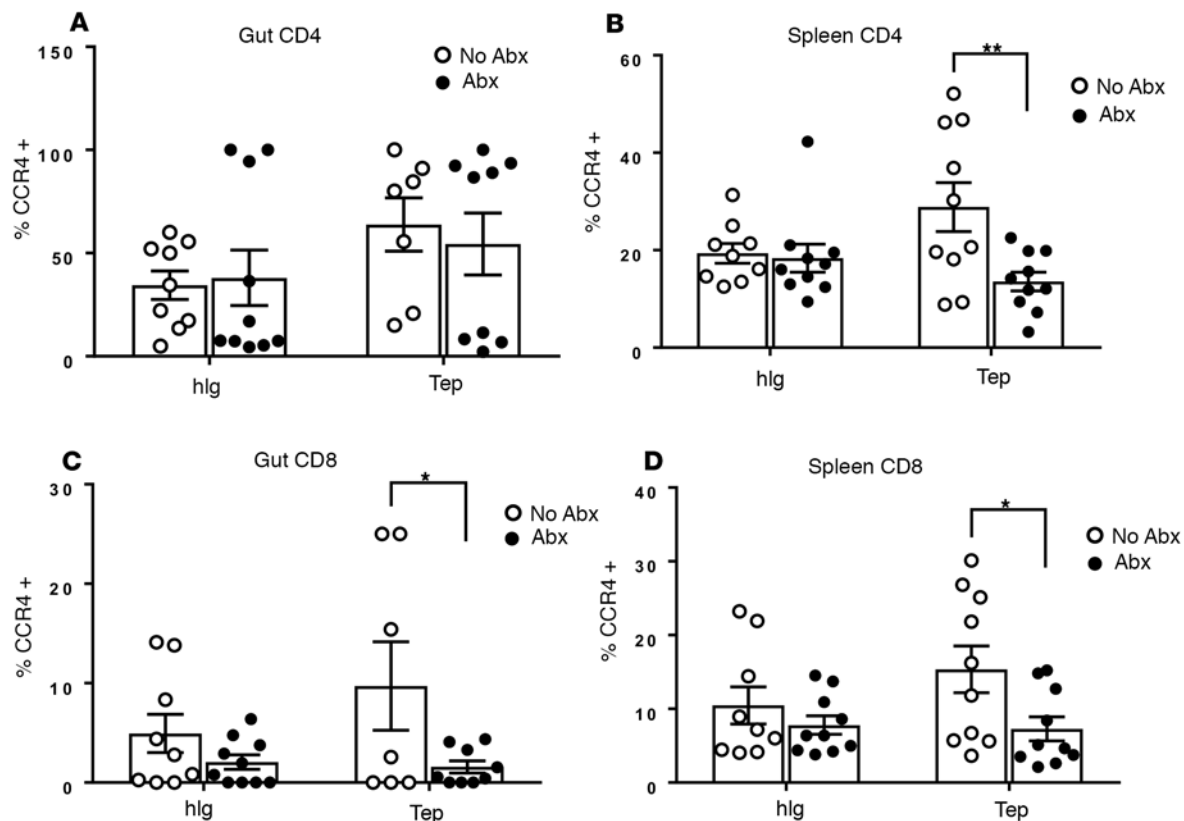 A
Gut CD4
No Abx
Abx
% CCR4 +
150
100
50
0
hIg
Tep
B
Spleen CD4
**
No Abx
Abx
% CCR4 +
60
40
20
0
hIg
Tep
C
Gut CD8
*
No Abx
Abx
% CCR4 +
30
20
10
0
hIg
Tep
D
Spleen CD8
*
No Abx
Abx
% CCR4 +
40
30
20
10
0
hIg
Tep